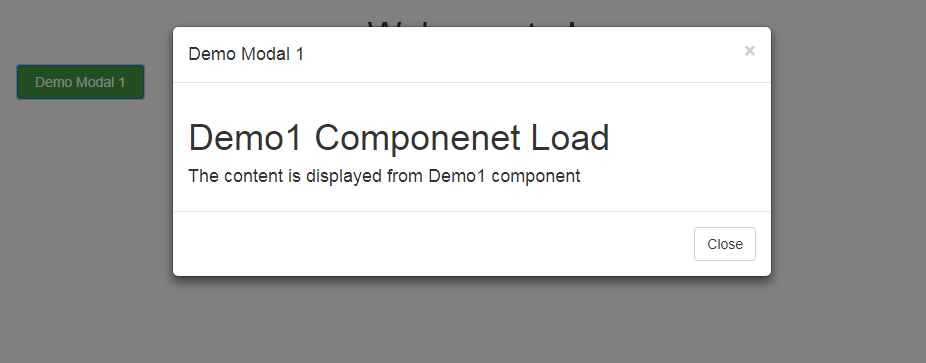 Demo Modal 1
×
Demo Modal 1
Demo1 Componenet Load
The content is displayed from Demo1 component
Close